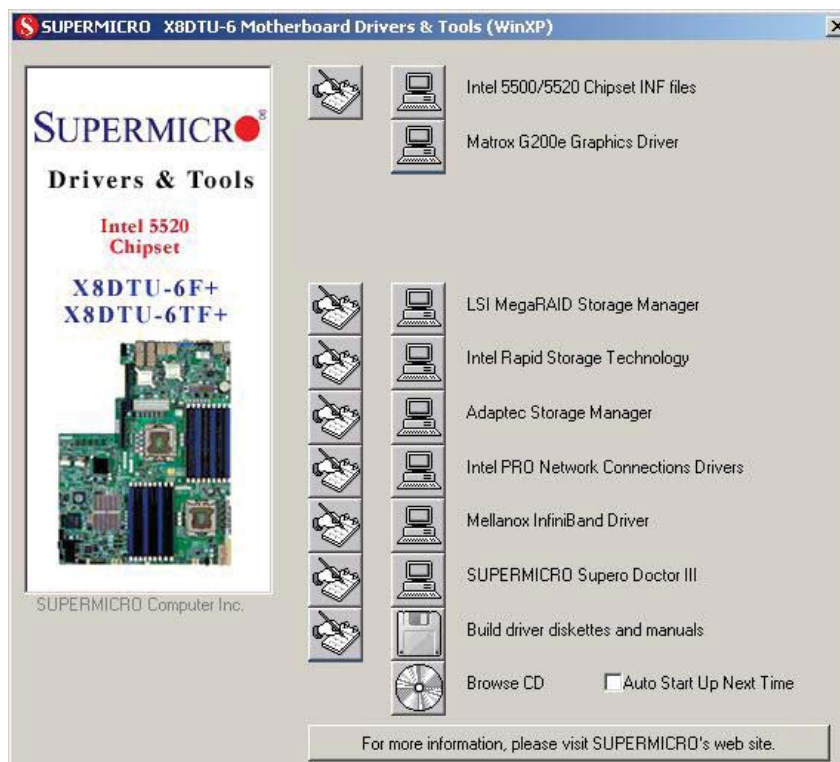 SUPERMICRO X8DTU-6 Motherboard Drivers & Tools (WinXP)
SUPERMICRO®
Drivers & Tools
Intel 5520
Chipset
X8DTU-6F+
X8DTU-6TF+
SUPERMICRO Computer Inc.
Intel 5500/5520 Chipset INF files
Matrox G200e Graphics Driver
LSI MegaRAID Storage Manager
Intel Rapid Storage Technology
Adaptec Storage Manager
Intel PRO Network Connections Drivers
Mellanox InfiniBand Driver
SUPERMICRO Supero Doctor III
Build driver diskettes and manuals
Browse CD Auto Start Up Next Time
For more information, please visit SUPERMICRO's web site.